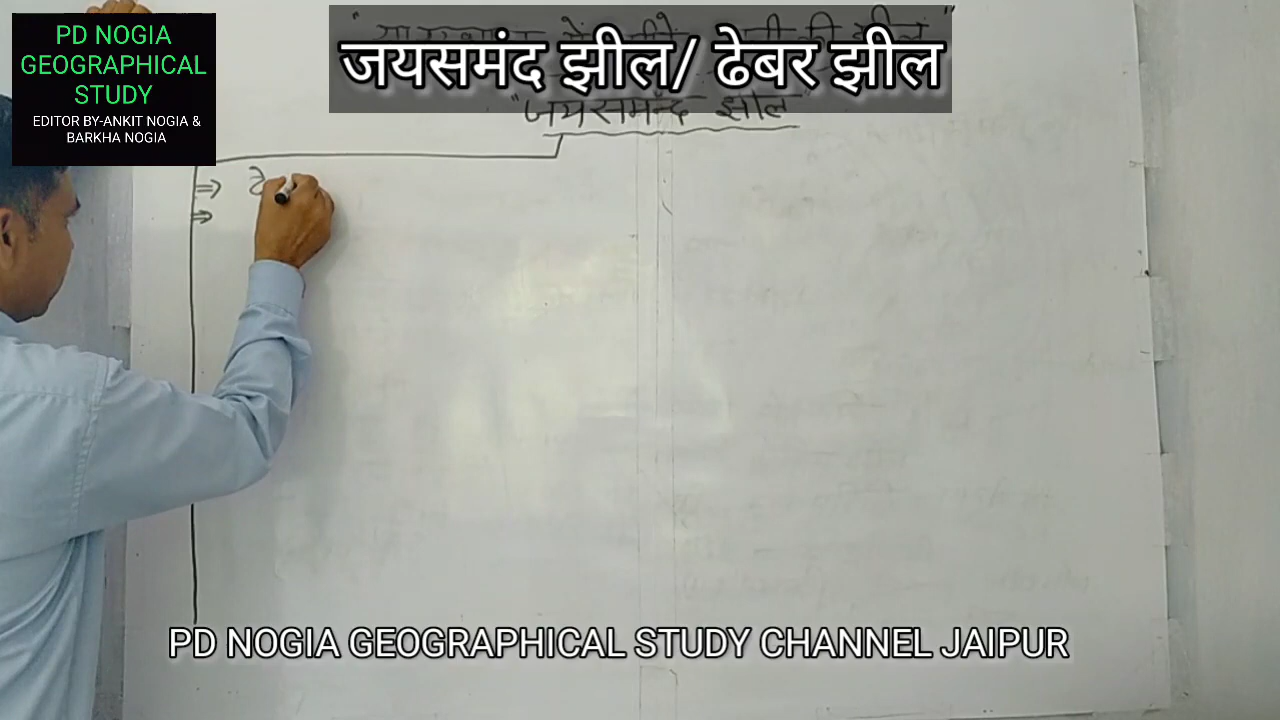 PD NOGIA
GEOGRAPHICAL
STUDY
EDITOR BY-ANKIT NOGIA &
BARKHA NOGIA
जयसमंद झील/ ढेबर झील
"जयसमन्द झील"
⇒ ढे
⇒
PD NOGIA GEOGRAPHICAL STUDY CHANNEL JAIPUR